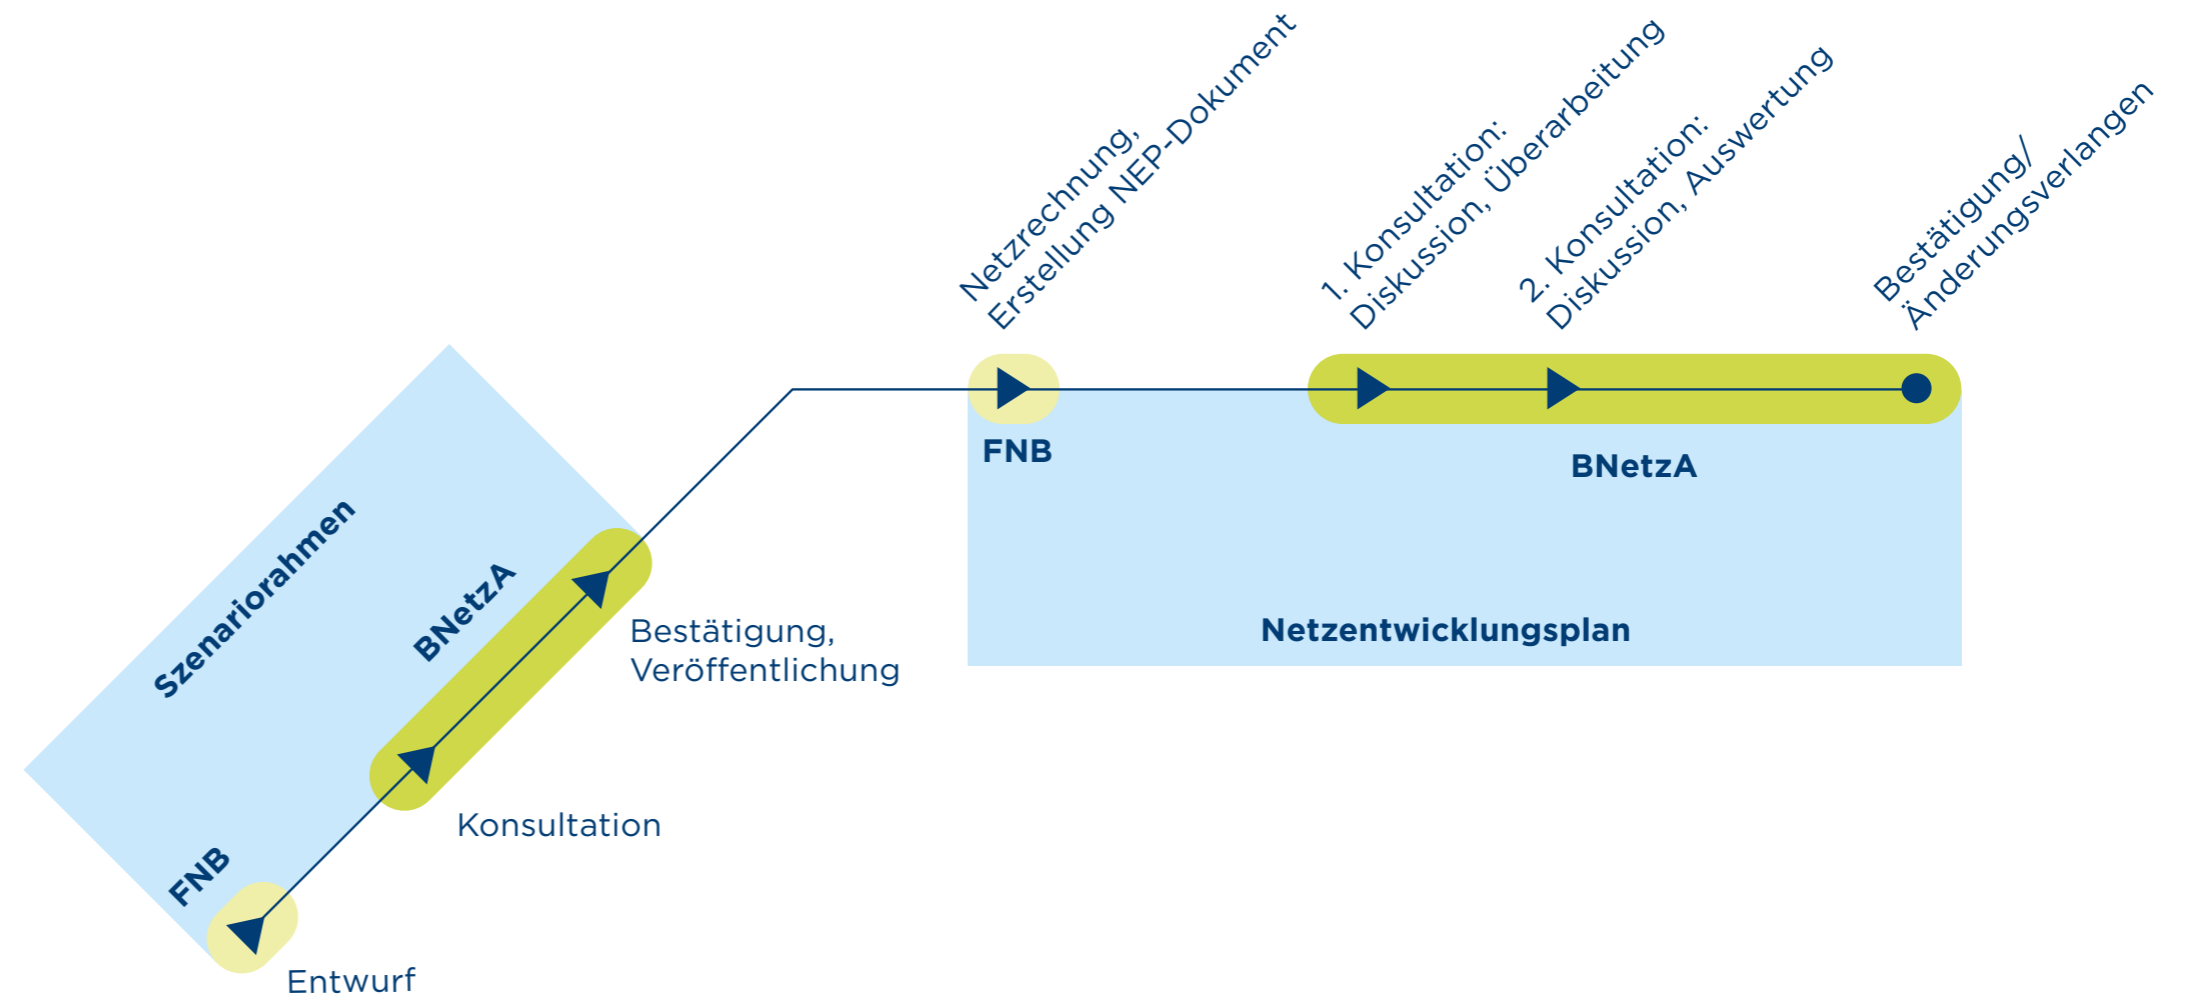 Szenariorahmen
FNB
BNetzA
Entwurf
Konsultation
Bestätigung,
Veröffentlichung
Netzrechnung,
Erstellung NEP-Dokument
1. Konsultation:
Diskussion, Überarbeitung
2. Konsultation:
Diskussion, Auswertung
Bestätigung/
Änderungsverlangen
FNB
BNetzA
Netzentwicklungsplan